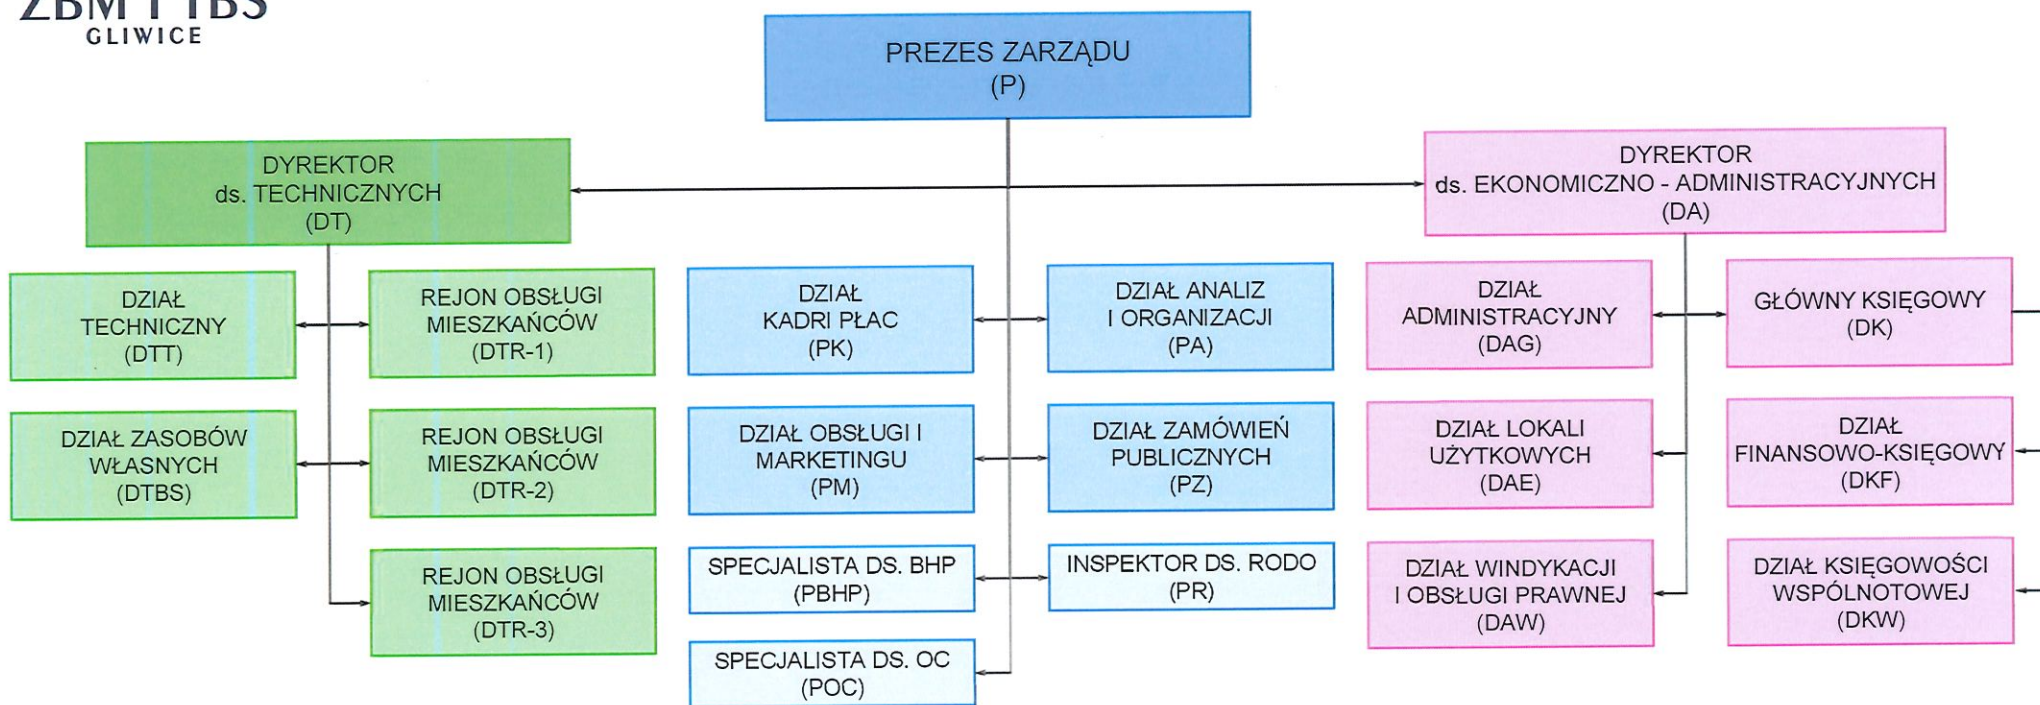 ZBM I TBS
GLIWICE
PREZES ZARZĄDU
(P)
DYREKTOR
ds. TECHNICZNYCH
(DT)
DYREKTOR
ds. EKONOMICZNO - ADMINISTRACYJNYCH
(DA)
DZIAŁ
TECHNICZNY
(DTT)
REJON OBSŁUGI
MIESZKAŃCÓW
(DTR-1)
DZIAŁ
KADRI PŁAC
(PK)
DZIAŁ ANALIZ
I ORGANIZACJI
(PA)
DZIAŁ
ADMINISTRACYJNY
(DAG)
GŁÓWNY KSIĘGOWY
(DK)
DZIAŁ ZASOBÓW
WŁASNYCH
(DTBS)
REJON OBSŁUGI
MIESZKAŃCÓW
(DTR-2)
DZIAŁ OBSŁUGI I
MARKETINGU
(PM)
DZIAŁ ZAMÓWIEŃ
PUBLICZNYCH
(PZ)
DZIAŁ LOKALI
UŻYTKOWYCH
(DAE)
DZIAŁ
FINANSOWO-KSIĘGOWY
(DKF)
REJON OBSŁUGI
MIESZKAŃCÓW
(DTR-3)
SPECJALISTA DS. BHP
(PBHP)
INSPEKTOR DS. RODO
(PR)
DZIAŁ WINDYKACJI
I OBSŁUGI PRAWNEJ
(DAW)
DZIAŁ KSIĘGOWOŚCI
WSPÓLNOTOWEJ
(DKW)
SPECJALISTA DS. OC
(POC)